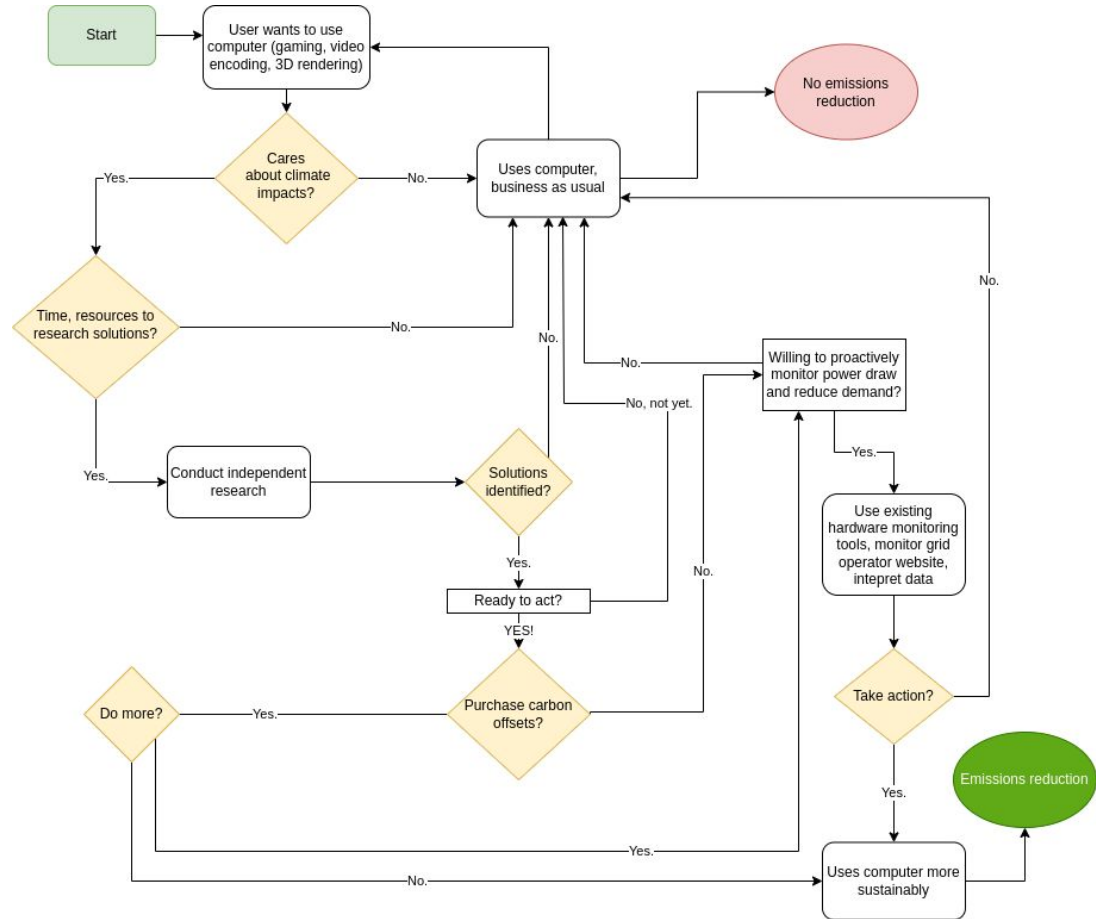 Start
User wants to use
computer (gaming, video
encoding, 3D rendering)
No emissions
reduction
Cares
about climate
impacts?
Yes.
No.
Uses computer,
business as usual
No.
Time, resources to
research solutions?
No.
No.
No.
Willing to proactively
monitor power draw
and reduce demand?
No, not yet.
Yes.
Yes.
Conduct independent
research
Solutions
identified?
Use existing
hardware monitoring
tools, monitor grid
operator website,
intepret data
Yes.
No.
Ready to act?
YES!
Do more?
Yes.
Purchase carbon
offsets?
Take action?
Emissions reduction
Yes.
Yes.
No.
Uses computer more
sustainably